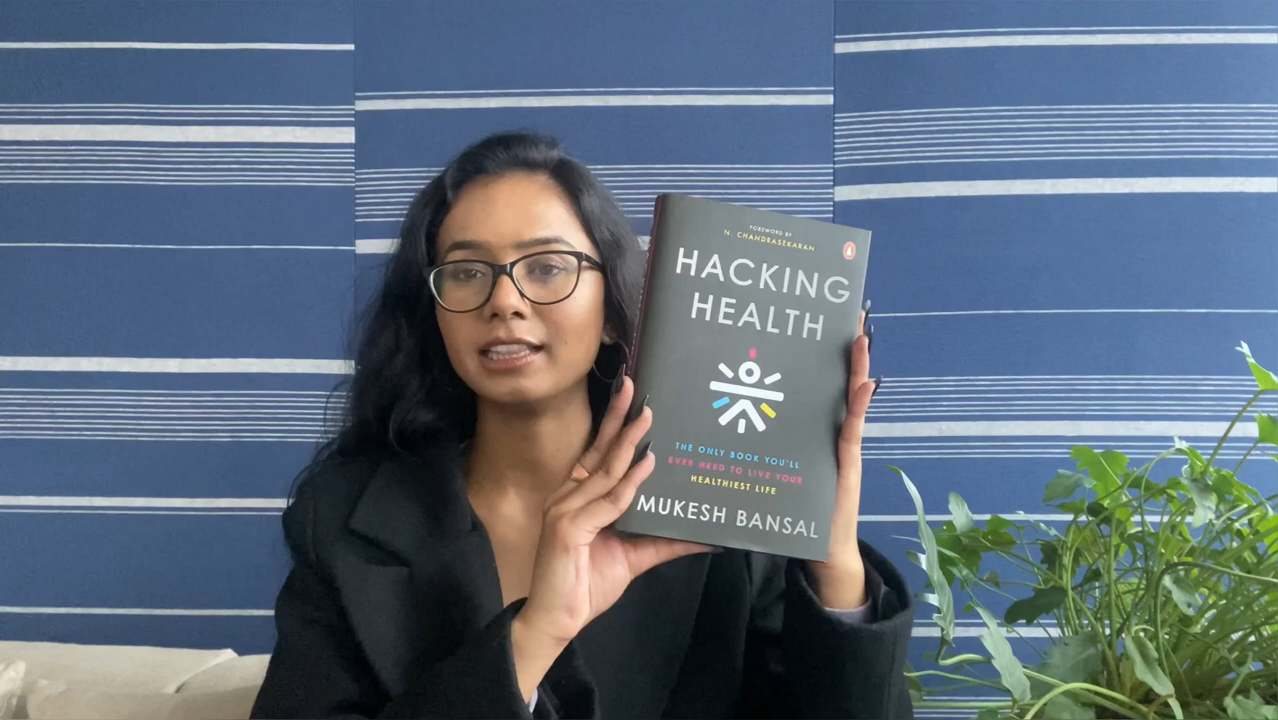 FOREWORD BY
N. CHANDRASEKARAN
HACKING
HEALTH
THE ONLY BOOK YOU'LL
EVER NEED TO LIVE YOUR
HEALTHIEST LIFE
MUKESH BANSAL